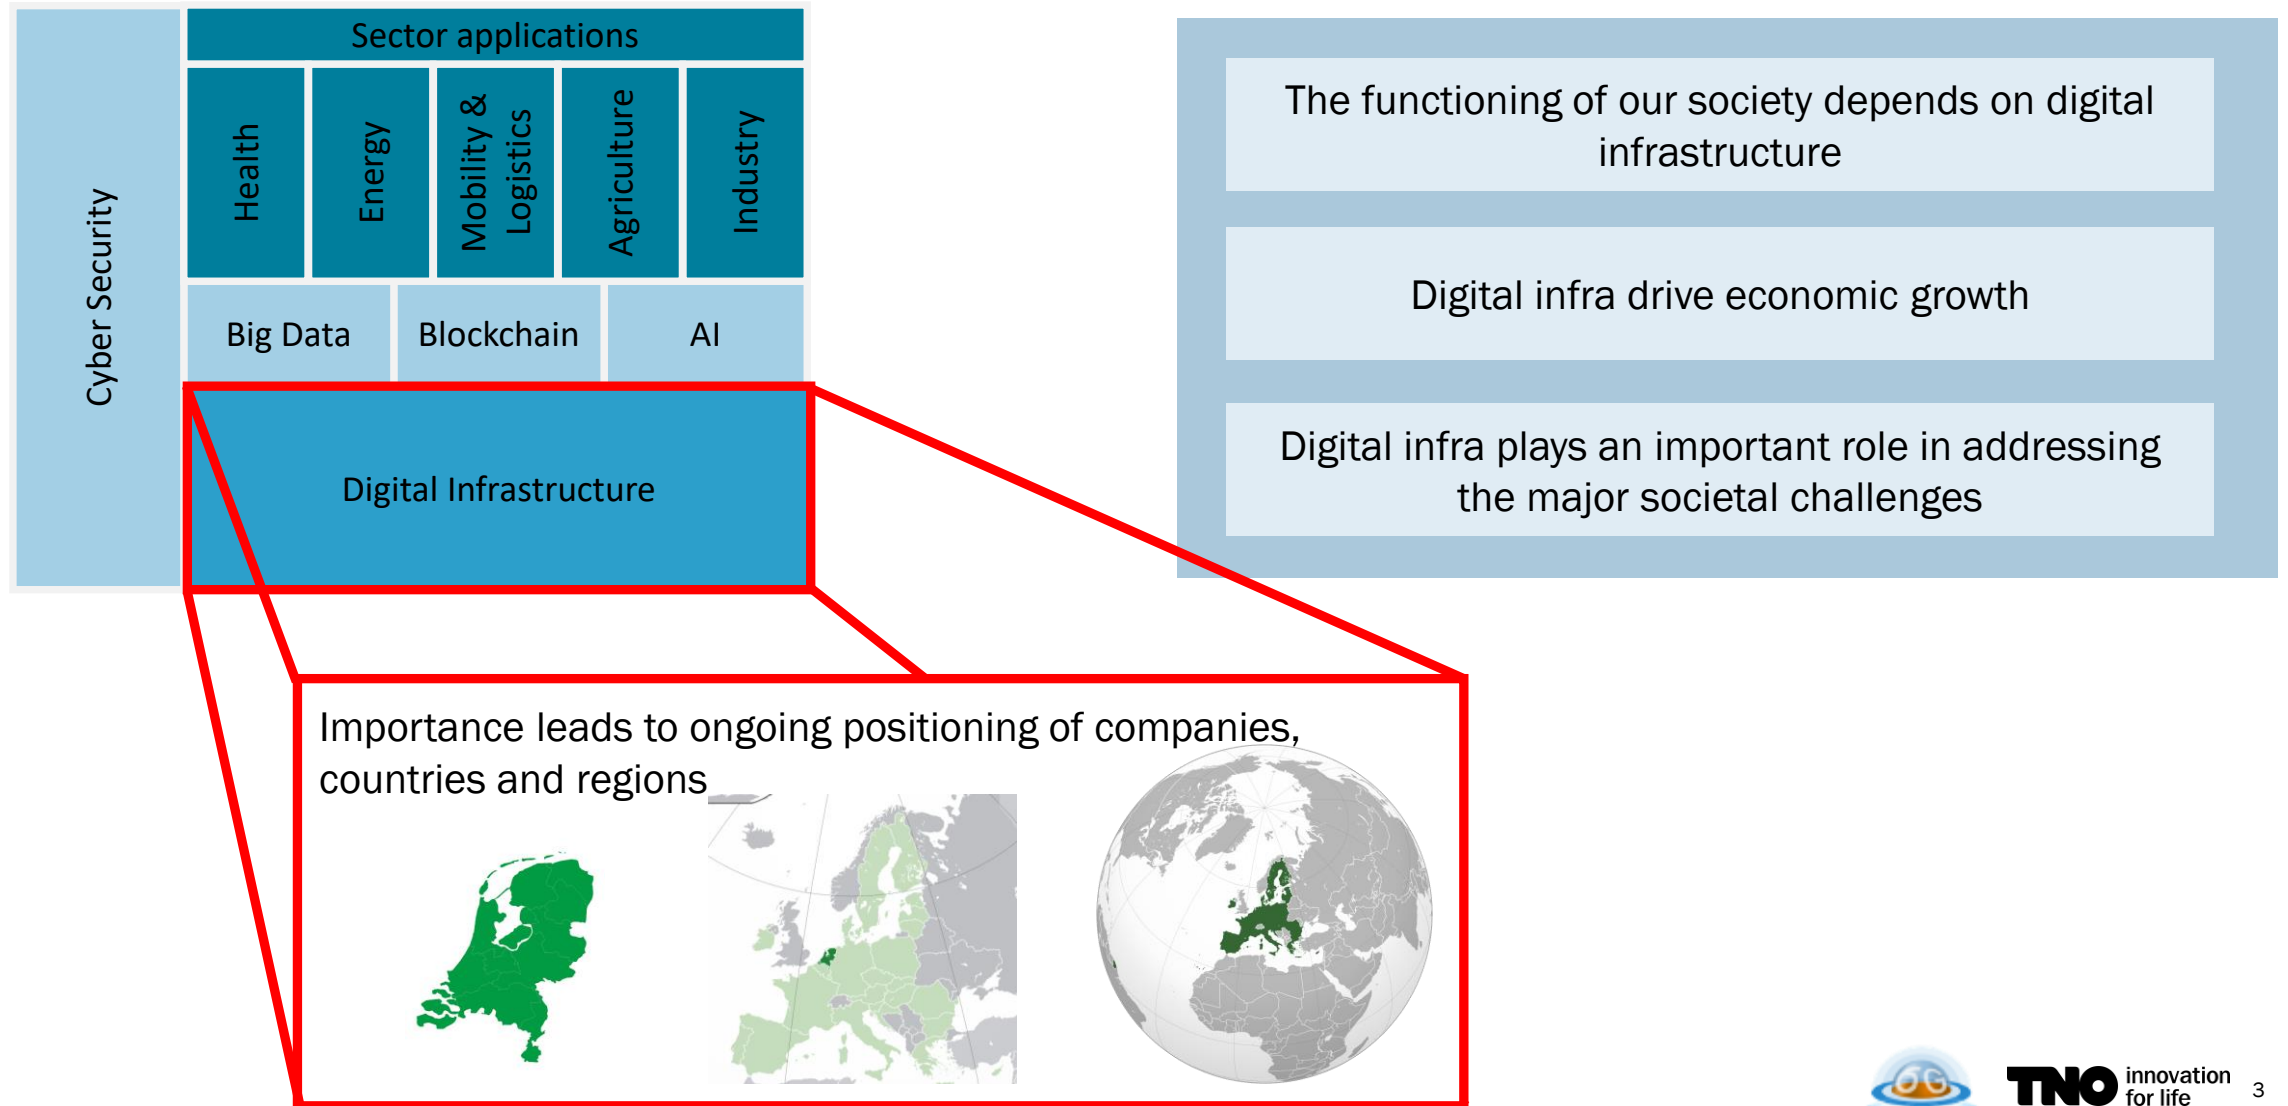 Cyber Security
Sector applications
Health
Energy
Mobility &
Logistics
Agriculture
Industry
Big Data
Blockchain
AI
Digital Infrastructure
The functioning of our society depends on digital
infrastructure
Digital infra drive economic growth
Digital infra plays an important role in addressing
the major societal challenges
Importance leads to ongoing positioning of companies,
countries and regions
6G
TNO innovation
for life
3